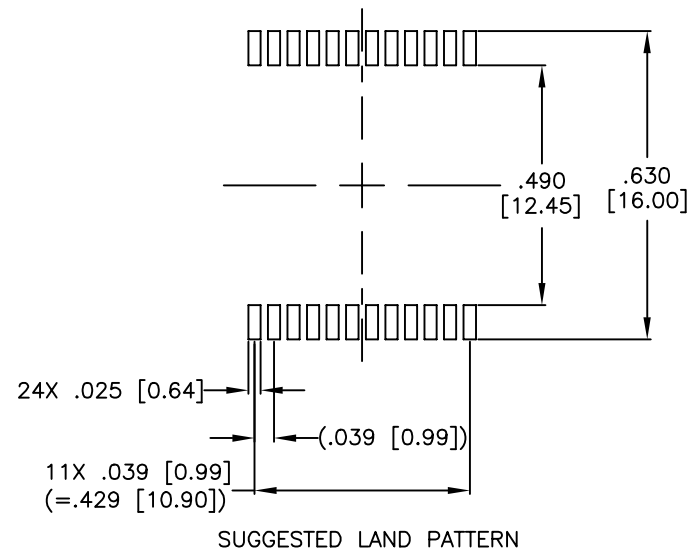 .490
[12.45]
.630
[16.00]
24X .025 [0.64]
(.039 [0.99])
11X .039 [0.99]
(=.429 [10.90])
SUGGESTED LAND PATTERN